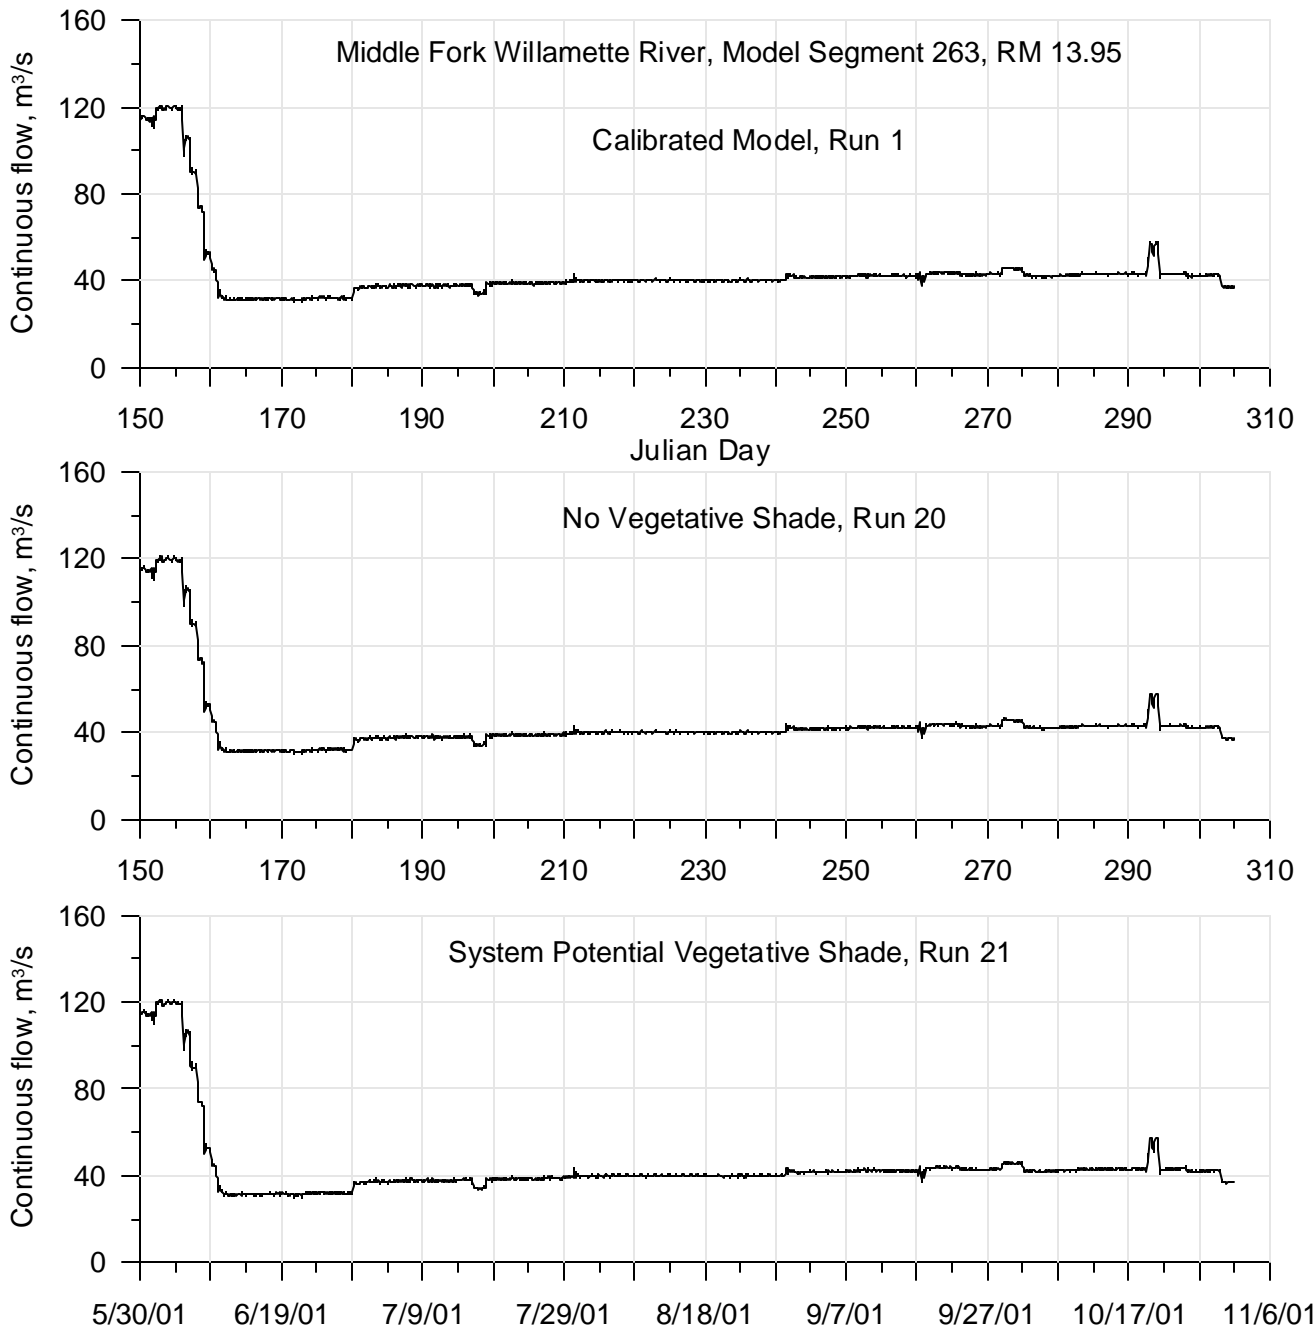 160
120
80
40
0
Continuous flow, m³/s
Middle Fork Willamette River, Model Segment 263, RM 13.95
Calibrated Model, Run 1
150 170 190 210 230 250 270 290 310
Julian Day
160
120
80
40
0
Continuous flow, m³/s
No Vegetative Shade, Run 20
150 170 190 210 230 250 270 290 310
160
120
80
40
0
Continuous flow, m³/s
System Potential Vegetative Shade, Run 21
5/30/01 6/19/01 7/9/01 7/29/01 8/18/01 9/7/01 9/27/01 10/17/01 11/6/01